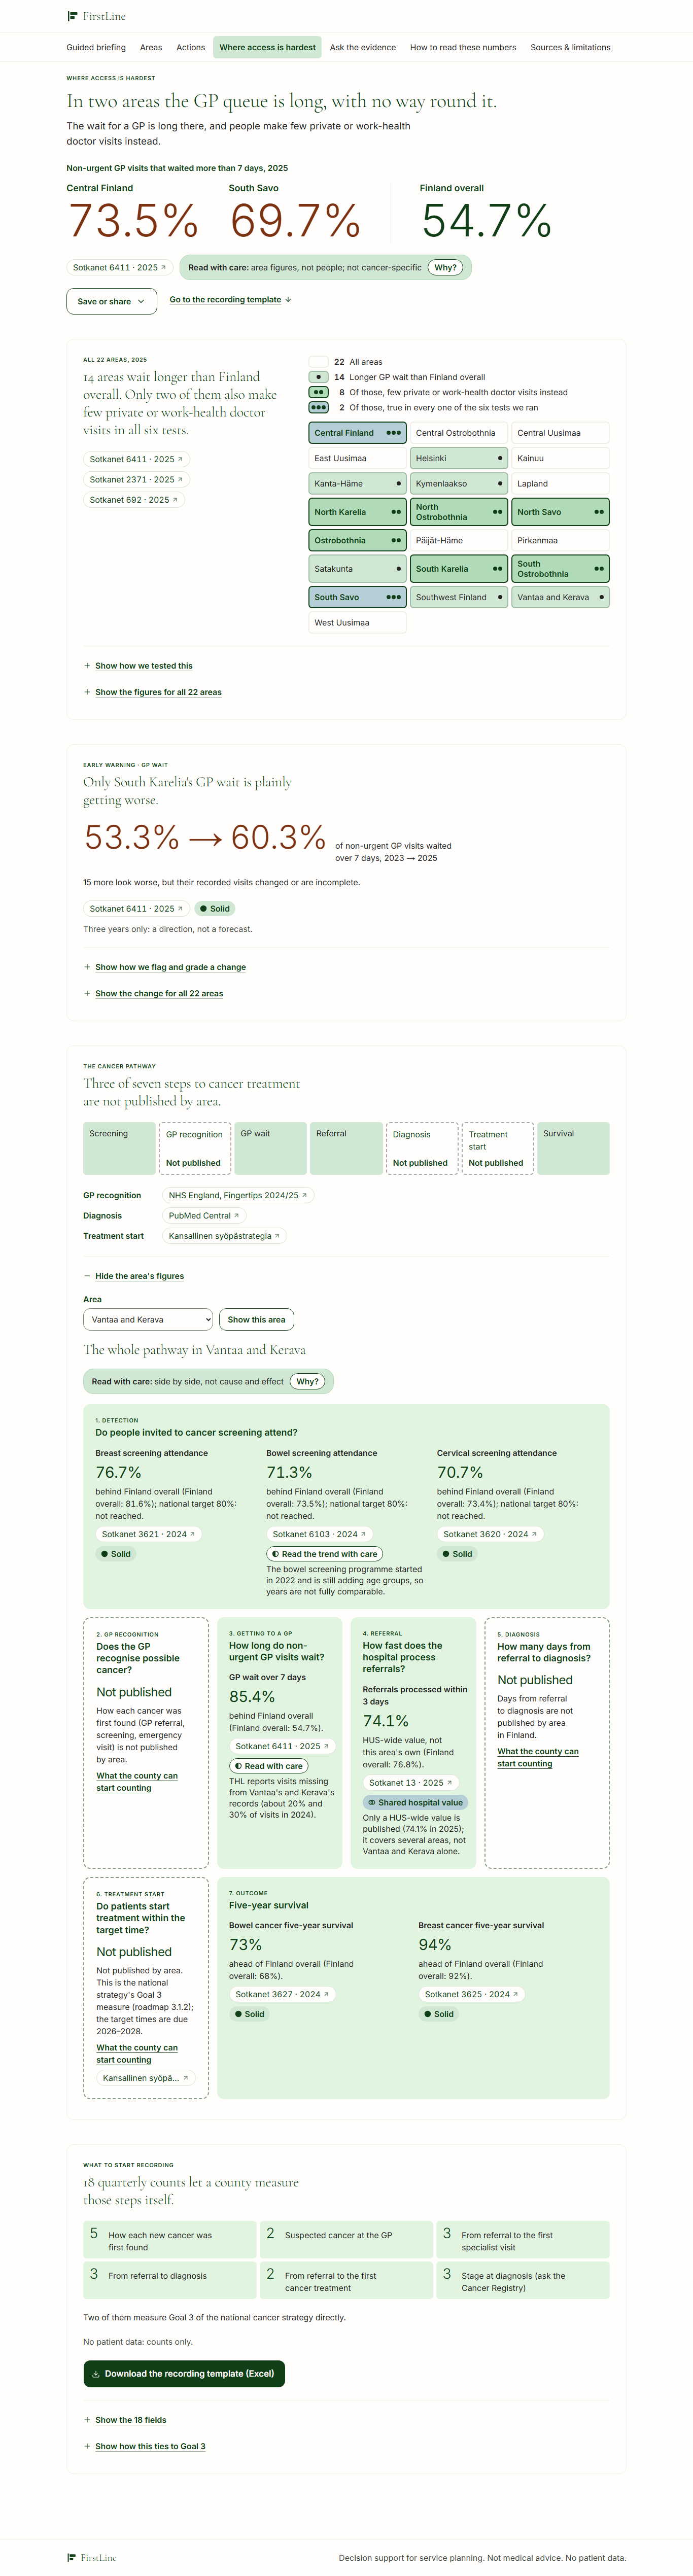 FirstLine
Guided briefing Areas Actions Where access is hardest Ask the evidence How to read these numbers Sources & limitations
WHERE ACCESS IS HARDEST
In two areas the GP queue is long, with no way round it.
The wait for a GP is long there, and people make few private or work-health
doctor visits instead.
Non-urgent GP visits that waited more than 7 days, 2025
Central Finland South Savo Finland overall
73.5% 69.7% 54.7%
Sotkanet 6411 · 2025 ↗ Read with care: area figures, not people; not cancer-specific Why?
Save or share Go to the recording template ↓
ALL 22 AREAS, 2025
14 areas wait longer than Finland
overall. Only two of them also make
few private or work-health doctor
visits in all six tests.
Sotkanet 6411 · 2025 ↗
Sotkanet 2371 · 2025 ↗
Sotkanet 692 · 2025 ↗
22 All areas
14 Longer GP wait than Finland overall
8 Of those, few private or work-health doctor visits instead
2 Of those, true in every one of the six tests we ran
Central Finland Central Ostrobothnia Central Uusimaa
East Uusimaa Helsinki Kainuu
Kanta-Häme Kymenlaakso Lapland
North Karelia North Ostrobothnia North Savo
Ostrobothnia Päijät-Häme Pirkanmaa
Satakunta South Karelia South Ostrobothnia
South Savo Southwest Finland Vantaa and Kerava
West Uusimaa
+ Show how we tested this
+ Show the figures for all 22 areas
EARLY WARNING · GP WAIT
Only South Karelia's GP wait is plainly
getting worse.
53.3% → 60.3% of non-urgent GP visits waited
over 7 days, 2023 → 2025
15 more look worse, but their recorded visits changed or are incomplete.
Sotkanet 6411 · 2025 ↗ Solid
Three years only: a direction, not a forecast.
+ Show how we flag and grade a change
+ Show the change for all 22 areas
THE CANCER PATHWAY
Three of seven steps to cancer treatment
are not published by area.
Screening GP recognition GP wait Referral Diagnosis Treatment start Survival
Not published Not published Not published
GP recognition NHS England, Fingertips 2024/25 ↗
Diagnosis PubMed Central ↗
Treatment start Kansallinen syöpästrategia ↗
− Hide the area's figures
Area
Vantaa and Kerava Show this area
The whole pathway in Vantaa and Kerava
Read with care: side by side, not cause and effect Why?
1. DETECTION
Do people invited to cancer screening attend?
Breast screening attendance
76.7%
behind Finland overall (Finland
overall: 81.6%); national target 80%:
not reached.
Sotkanet 3621 · 2024 ↗
Solid
Bowel screening attendance
71.3%
behind Finland overall (Finland
overall: 73.5%); national target 80%:
not reached.
Sotkanet 6103 · 2024 ↗
Read the trend with care
The bowel screening programme started
in 2022 and is still adding age groups, so
years are not fully comparable.
Cervical screening attendance
70.7%
behind Finland overall (Finland
overall: 73.4%); national target 80%:
not reached.
Sotkanet 3620 · 2024 ↗
Solid
2. GP RECOGNITION
Does the GP
recognise possible
cancer?
Not published
How each cancer was
first found (GP referral,
screening, emergency
visit) is not published
by area.
What the county can
start counting
3. GETTING TO A GP
How long do non-
urgent GP visits wait?
GP wait over 7 days
85.4%
behind Finland overall
(Finland overall: 54.7%).
Sotkanet 6411 · 2025 ↗
Read with care
THL reports visits missing
from Vantaa's and Kerava's
records (about 20% and
30% of visits in 2024).
4. REFERRAL
How fast does the
hospital process
referrals?
Referrals processed within
3 days
74.1%
HUS-wide value, not
this area's own (Finland
overall: 76.8%).
Sotkanet 13 · 2025 ↗
Shared hospital value
Only a HUS-wide value is
published (74.1% in 2025);
it covers several areas, not
Vantaa and Kerava alone.
5. DIAGNOSIS
How many days from
referral to diagnosis?
Not published
Days from referral
to diagnosis are not
published by area
in Finland.
What the county can
start counting
6. TREATMENT START
Do patients start
treatment within the
target time?
Not published
Not published by area.
This is the national
strategy's Goal 3
measure (roadmap 3.1.2);
the target times are due
2026–2028.
What the county can
start counting
Kansallinen syöpä… ↗
7. OUTCOME
Five-year survival
Bowel cancer five-year survival
73%
ahead of Finland overall (Finland
overall: 68%).
Sotkanet 3627 · 2024 ↗
Solid
Breast cancer five-year survival
94%
ahead of Finland overall (Finland
overall: 92%).
Sotkanet 3625 · 2024 ↗
Solid
WHAT TO START RECORDING
18 quarterly counts let a county measure
those steps itself.
5 How each new cancer was
first found
2 Suspected cancer at the GP
3 From referral to the first
specialist visit
3 From referral to diagnosis
2 From referral to the first
cancer treatment
3 Stage at diagnosis (ask the
Cancer Registry)
Two of them measure Goal 3 of the national cancer strategy directly.
No patient data: counts only.
Download the recording template (Excel)
+ Show the 18 fields
+ Show how this ties to Goal 3
FirstLine
Decision support for service planning. Not medical advice. No patient data.